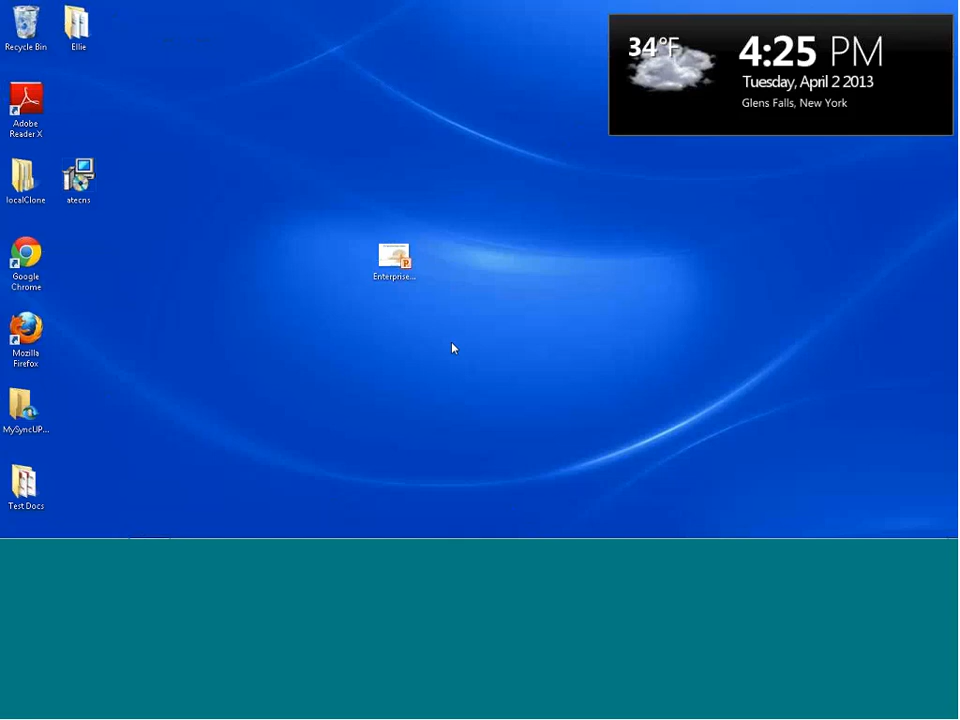 Recycle Bin
Ellie
34°F
4:25 PM
Tuesday, April 2 2013
Glens Falls, New York
Adobe
Reader X
localClone
atecns
Enterprise...
Google
Chrome
Mozilla
Firefox
MySyncUP...
Test Docs